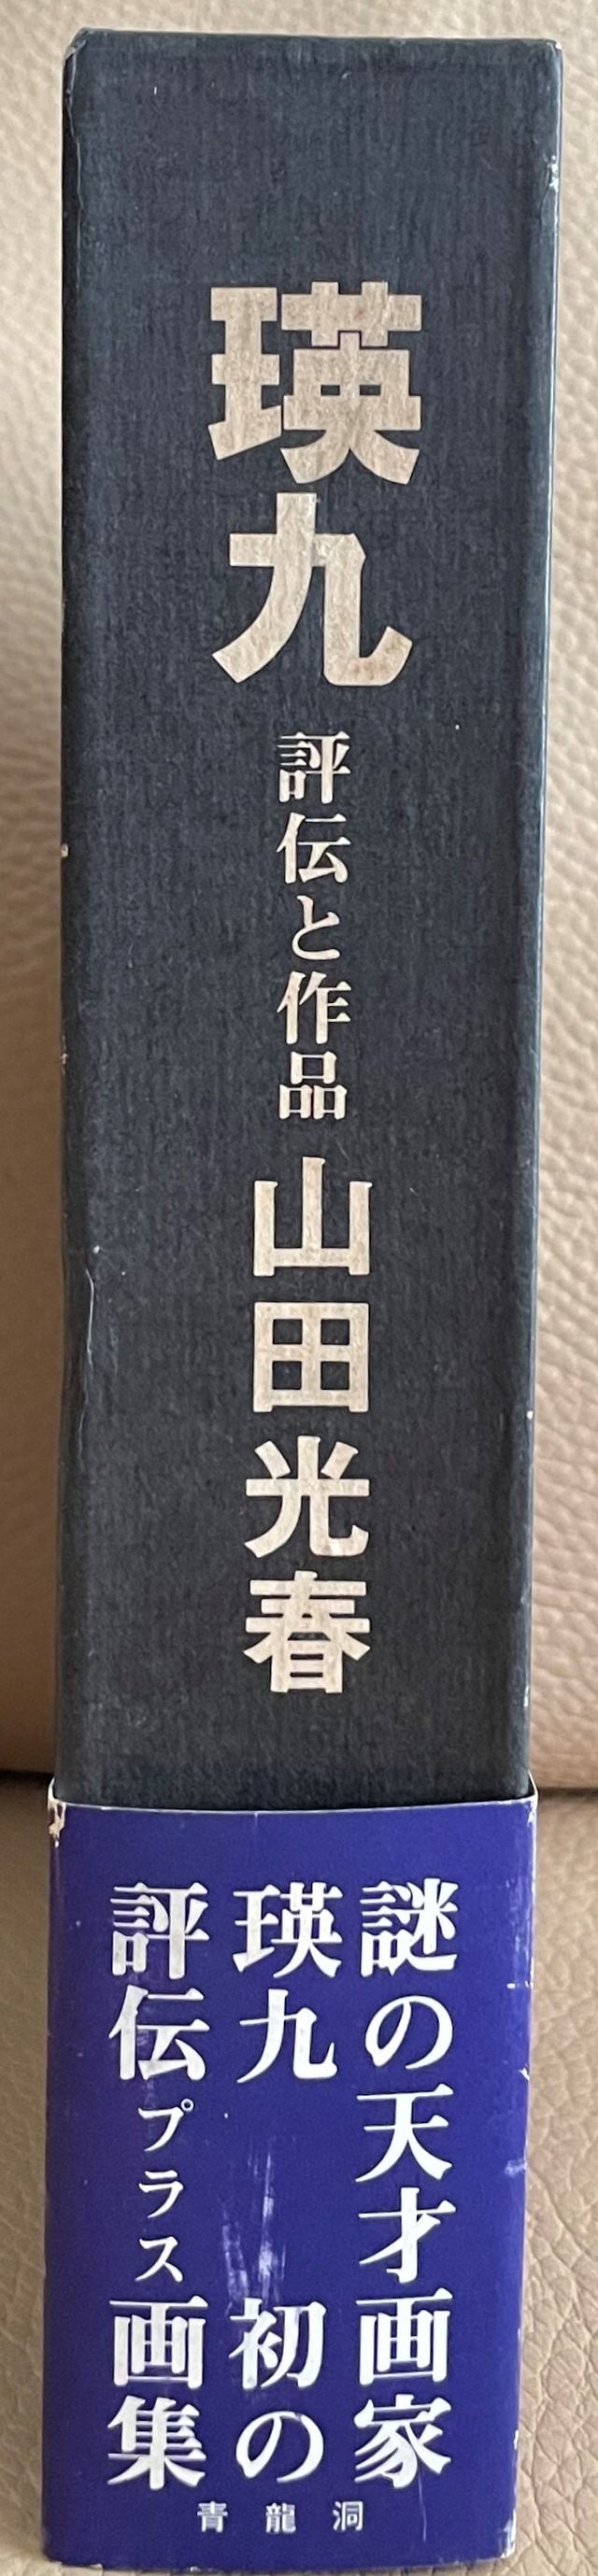 瑛九
評伝と作品
山田光春
謎の天才画家
瑛九 初の
評伝プラス画集
青龍洞